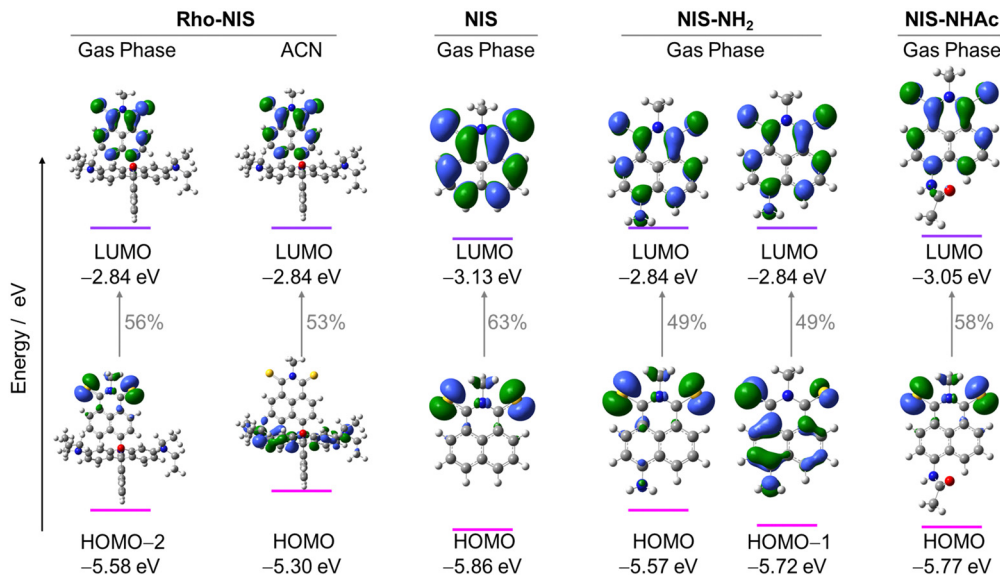 Rho-NIS
NIS
NIS-NH₂
NIS-NHAc
Gas Phase
ACN
Gas Phase
Gas Phase
Gas Phase
Energy / eV
LUMO
−2.84 eV
LUMO
−2.84 eV
LUMO
−3.13 eV
LUMO
−2.84 eV
LUMO
−2.84 eV
LUMO
−3.05 eV
56%
53%
63%
49%
49%
58%
HOMO−2
−5.58 eV
HOMO
−5.30 eV
HOMO
−5.86 eV
HOMO
−5.57 eV
HOMO−1
−5.72 eV
HOMO
−5.77 eV